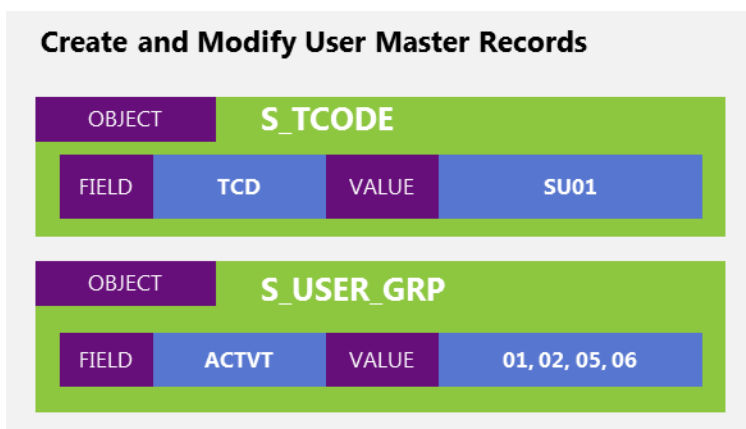 Create and Modify User Master Records
OBJECT S_TCODE
FIELD TCD VALUE SU01
OBJECT S_USER_GRP
FIELD ACTVT VALUE 01, 02, 05, 06